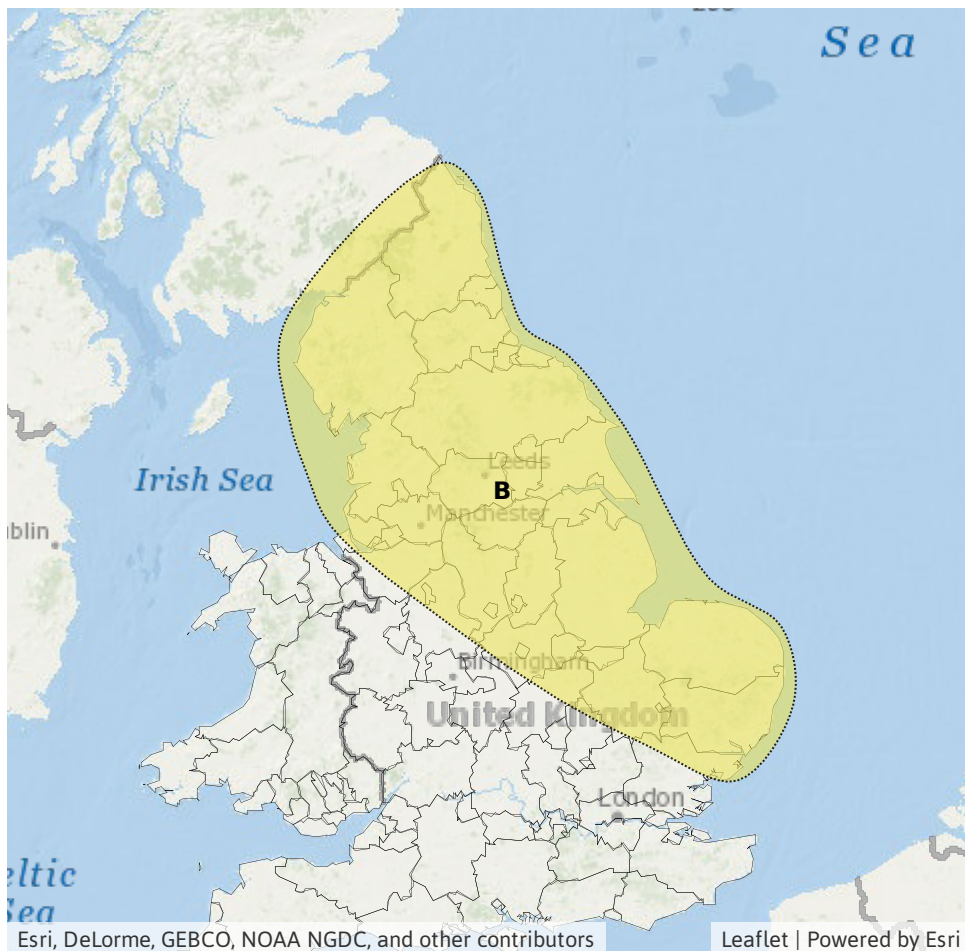 Sea
Leeds
Irish Sea
B
Manchester
blin
Birmingham
United Kingdom
London
eltic
Sea
Esri, DeLorme, GEBCO, NOAA NGDC, and other contributors
Leaflet | Powered by Esri